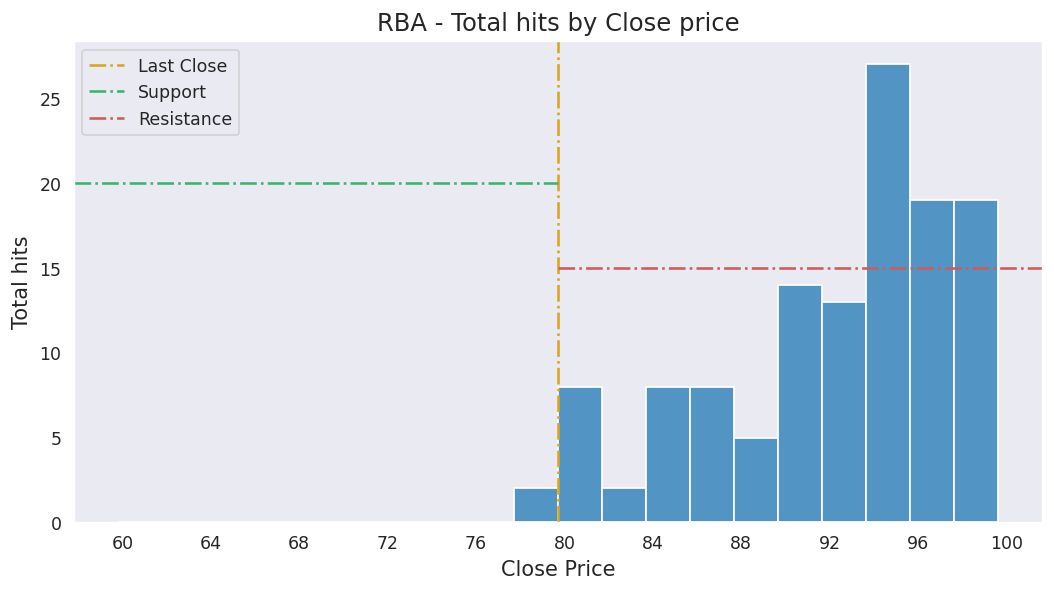 RBA - Total hits by Close price
Last Close
Support
Resistance
25
20
15
10
5
0
Total hits
60 64 68 72 76 80 84 88 92 96 100
Close Price